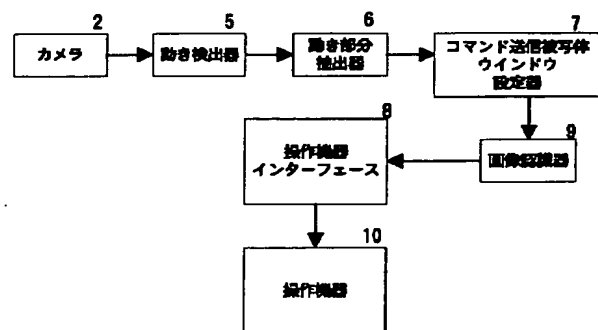 2
5
6
7
カメラ
動き検出器
動き部分
抽出器
コマンド送信被写体
ウインドウ
設定器
8
9
操作機器
インターフェース
画像認識器
10
操作機器